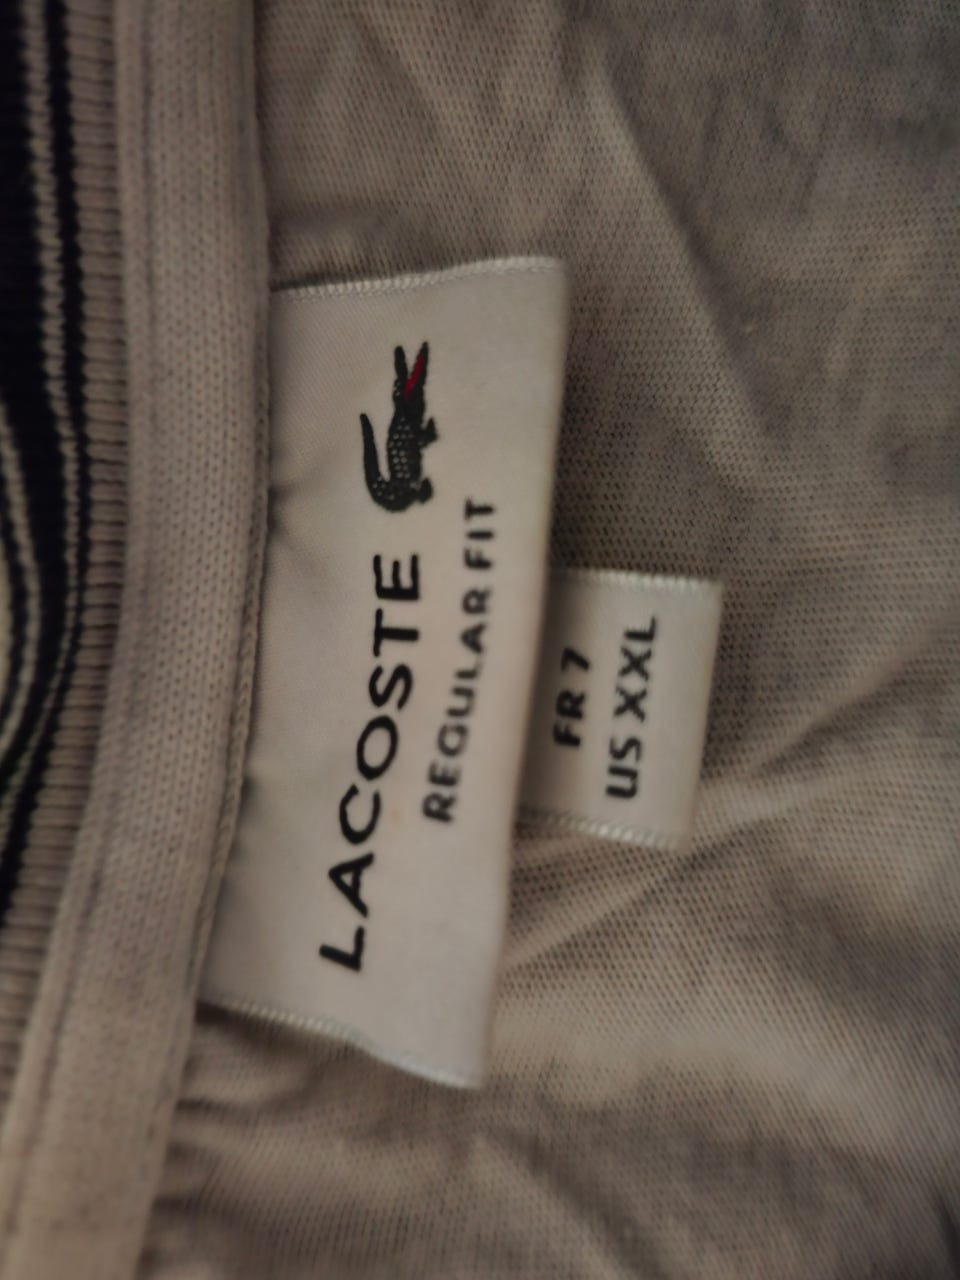 LACOSTE
REGULAR FIT
FR 7
US XXL